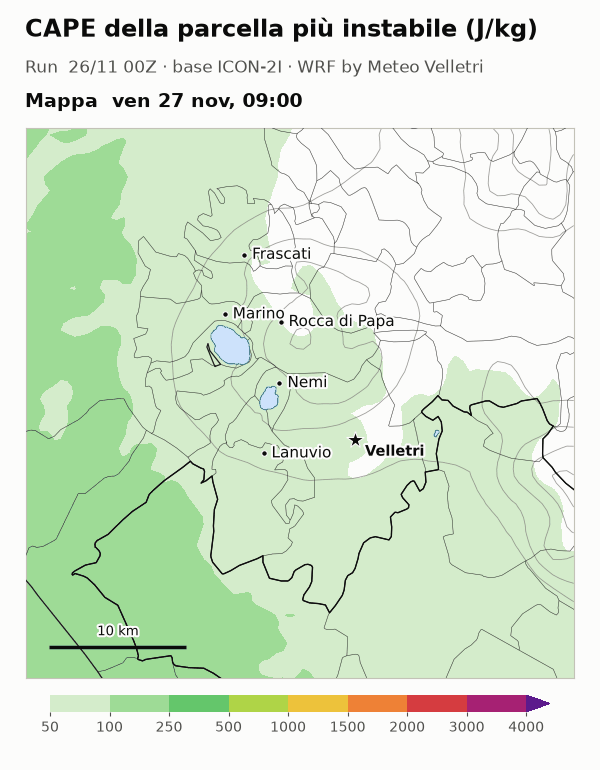 CAPE della parcella più instabile (J/kg)
Run  26/11 00Z · base ICON-2I · WRF by Meteo Velletri
Mappa  ven 27 nov, 09:00
Frascati
Marino
Rocca di Papa
Nemi
Velletri
Lanuvio
10 km
50 100 250 500 1000 1500 2000 3000 4000